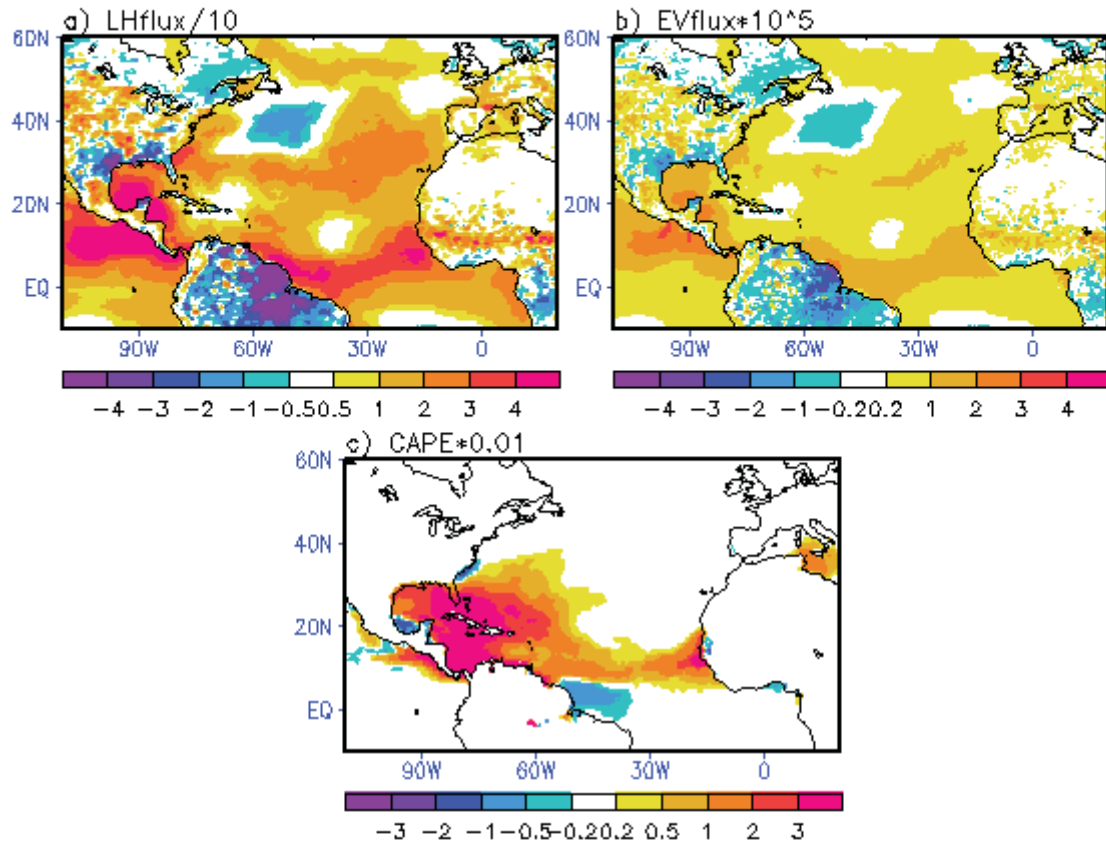 a) LHflux/10
b) EVflux*10^5
60N
40N
20N
EQ
90W 60W 30W 0
-4 -3 -2 -1 -0.5 0.5 1 2 3 4
60N
40N
20N
EQ
90W 60W 30W 0
-4 -3 -2 -1 -0.2 0.2 1 2 3 4
c) CAPE*0.01
60N
40N
20N
EQ
90W 60W 30W 0
-3 -2 -1 -0.5 -0.2 0.2 0.5 1 2 3